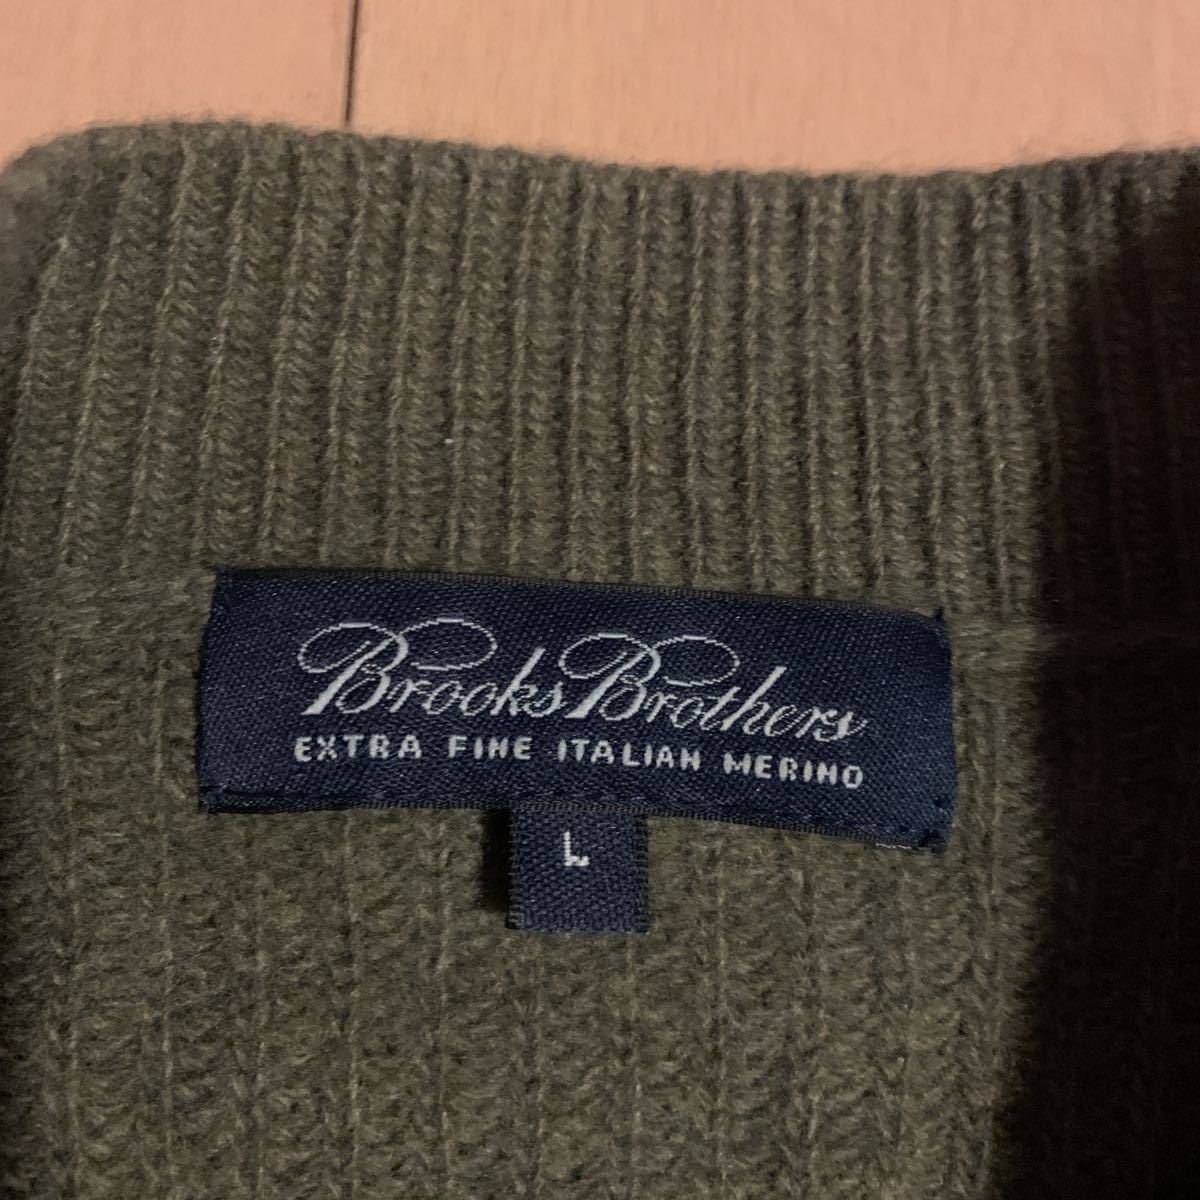 Brooks Brothers
EXTRA FINE ITALIAN MERINO
L